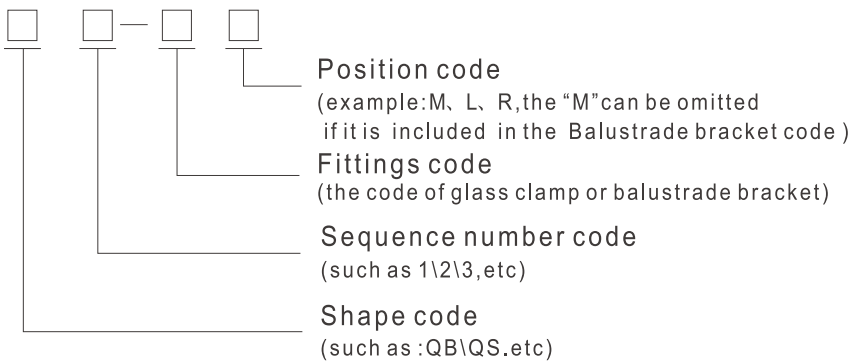 Position code
(example:M、L、R,the “M”can be omitted
if it is included in the Balustrade bracket code )
Fittings code
(the code of glass clamp or balustrade bracket)
Sequence number code
(such as 1\2\3,etc)
Shape code
(such as :QB\QS.etc)